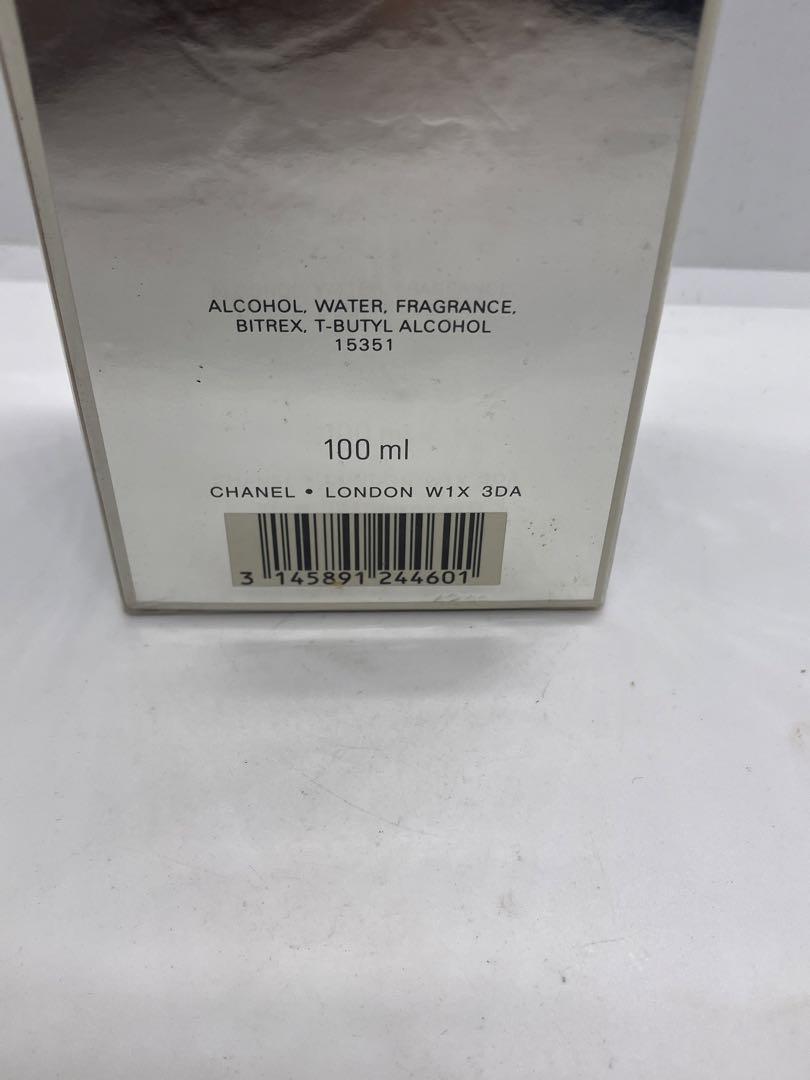 ALCOHOL, WATER, FRAGRANCE,
BITREX, T-BUTYL ALCOHOL
15351
100 ml
CHANEL • LONDON W1X 3DA
3 145891 244601